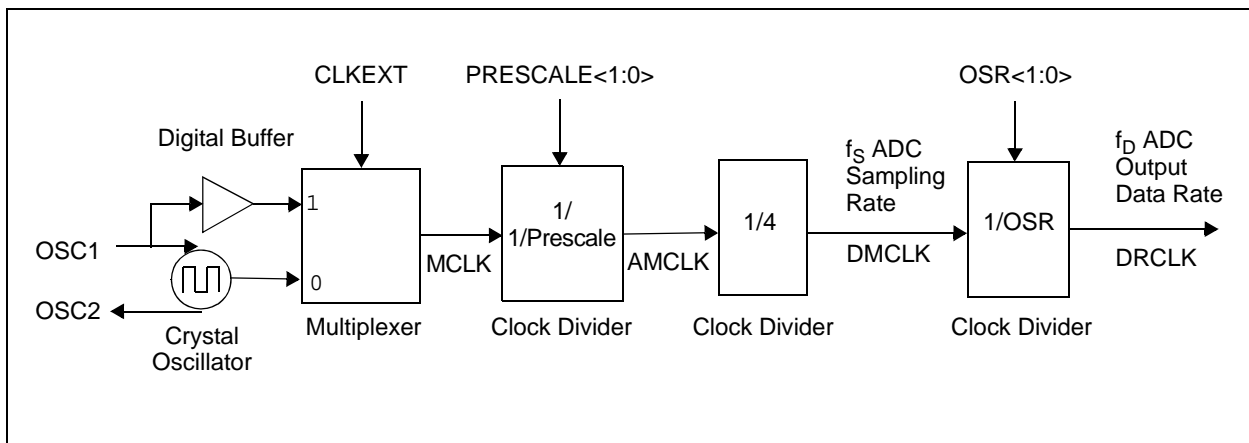 CLKEXT
PRESCALE<1:0>
OSR<1:0>
Digital Buffer
fS ADC
Sampling
Rate
fD ADC
Output
Data Rate
1
0
OSC1
OSC2
MCLK
1/
1/Prescale
AMCLK
1/4
DMCLK
1/OSR
DRCLK
Crystal
Oscillator
Multiplexer
Clock Divider
Clock Divider
Clock Divider